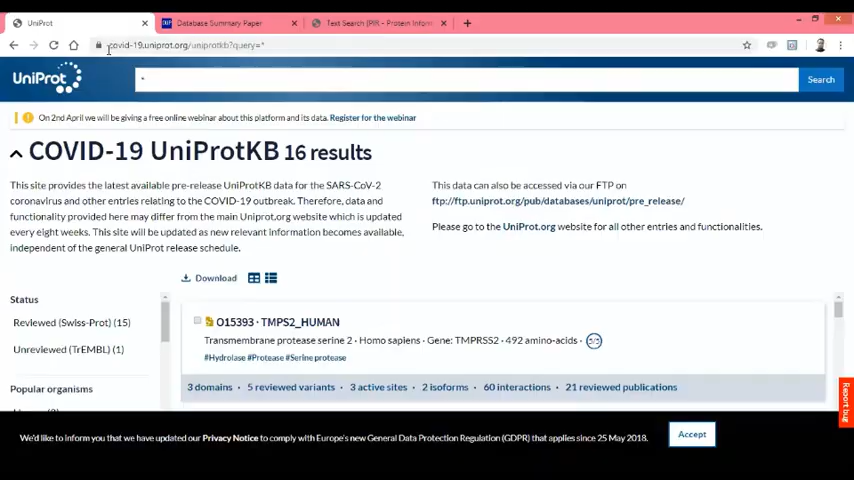 UniProt
Database Summary Paper
Text Search [PIR - Protein Inform
covid-19.uniprot.org/uniprotkb?query=*
UniProt
*
Search
On 2nd April we will be giving a free online webinar about this platform and its data. Register for the webinar
COVID-19 UniProtKB 16 results
This site provides the latest available pre-release UniProtKB data for the SARS-CoV-2
coronavirus and other entries relating to the COVID-19 outbreak. Therefore, data and
functionality provided here may differ from the main Uniprot.org website which is updated
every eight weeks. This site will be updated as new relevant information becomes available,
independent of the general UniProt release schedule.
This data can also be accessed via our FTP on
ftp://ftp.uniprot.org/pub/databases/uniprot/pre_release/
Please go to the UniProt.org website for all other entries and functionalities.
Download
Status
Reviewed (Swiss-Prot) (15)
Unreviewed (TrEMBL) (1)
Popular organisms
O15393 · TMPS2_HUMAN
Transmembrane protease serine 2 · Homo sapiens · Gene: TMPRSS2 · 492 amino-acids · 5/5
#Hydrolase #Protease #Serine protease
3 domains · 5 reviewed variants · 3 active sites · 2 isoforms · 60 interactions · 21 reviewed publications
Report bug
We'd like to inform you that we have updated our Privacy Notice to comply with Europe's new General Data Protection Regulation (GDPR) that applies since 25 May 2018.
Accept